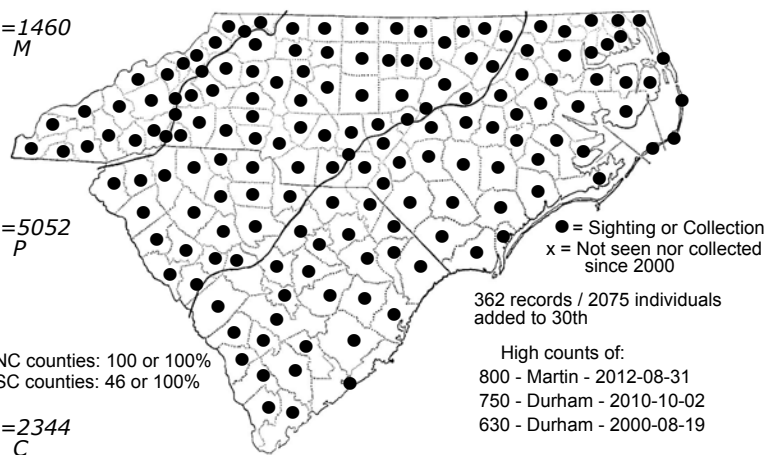 =1460
M
=5052
P
● = Sighting or Collection
x = Not seen nor collected
since 2000
362 records / 2075 individuals
added to 30th
High counts of:
800 - Martin - 2012-08-31
750 - Durham - 2010-10-02
630 - Durham - 2000-08-19
NC counties: 100 or 100%
SC counties: 46 or 100%
=2344
C